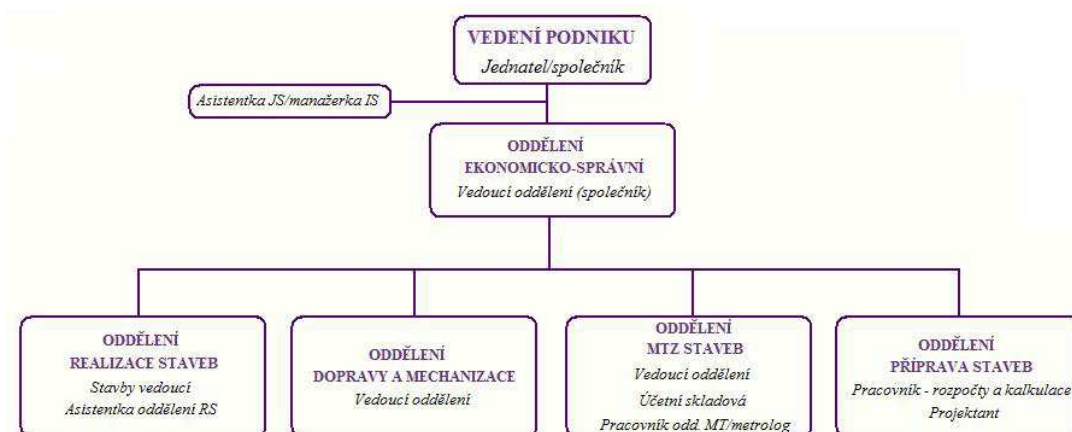 VEDENÍ PODNIKU
Jednatel/společník
Asistentka JS/manažerka IS
ODDĚLENÍ
EKONOMICKO-SPRÁVNÍ
Vedoucí oddělení (společník)
ODDĚLENÍ
REALIZACE STAVEB
Stavby vedoucí
Asistentka oddělení RS
ODDĚLENÍ
DOPRAVY A MECHANIZACE
Vedoucí oddělení
ODDĚLENÍ
MTZ STAVEB
Vedoucí oddělení
Účetní skladová
Pracovník odd. MT/metrolog
ODDĚLENÍ
PŘÍPRAVA STAVEB
Pracovník - rozpočty a kalkulace
Projektant